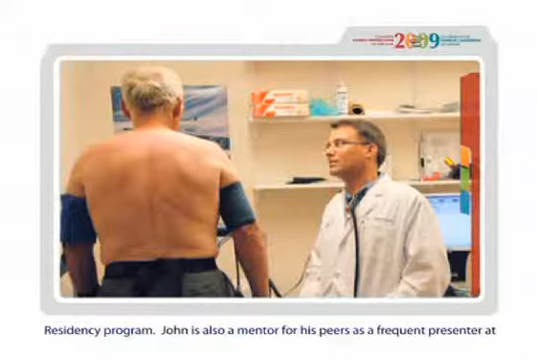 2009
Residency program. John is also a mentor for his peers as a frequent presenter at